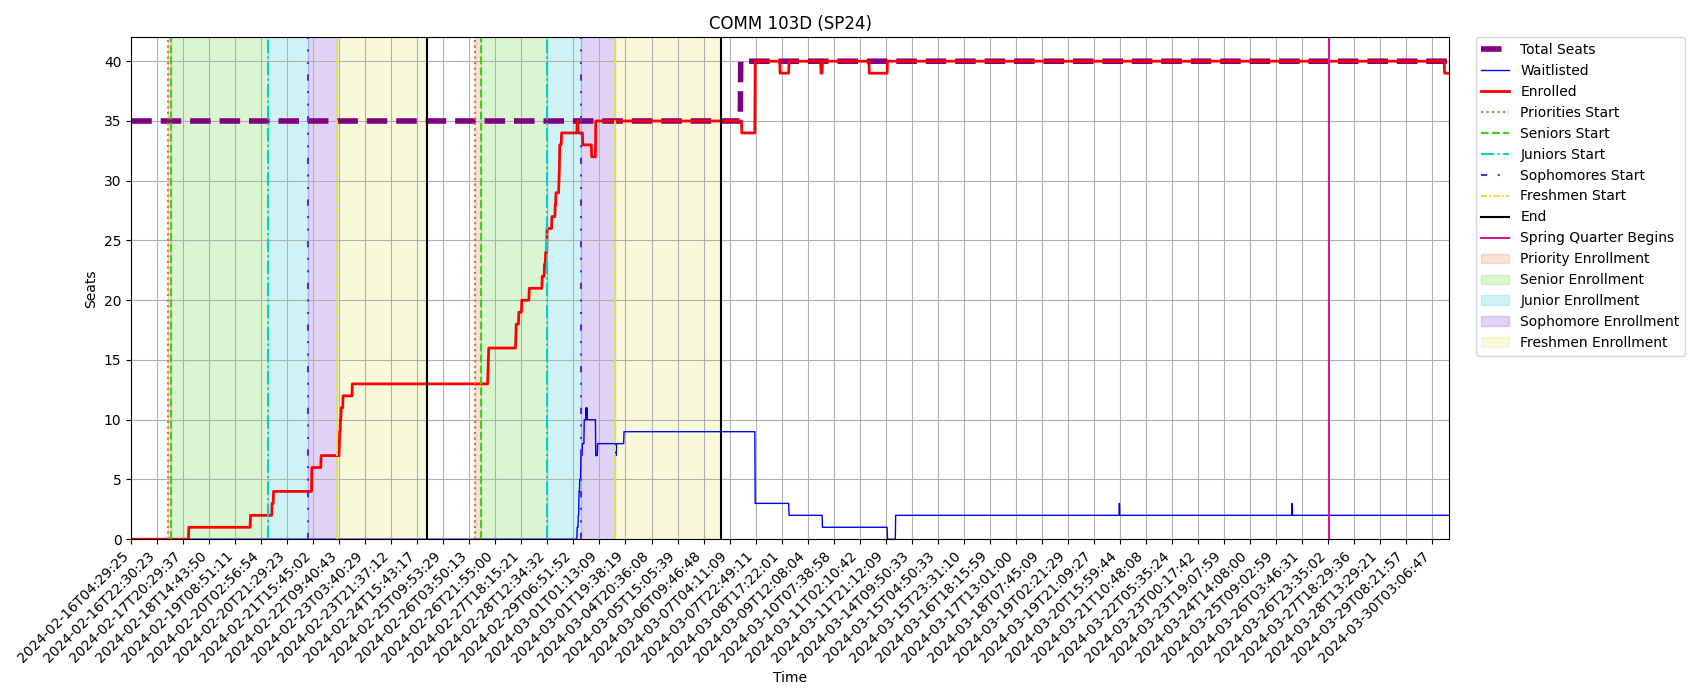 COMM 103D (SP24)
Seats
40
35
30
25
20
15
10
5
0
2024-02-16T04:29:25
2024-02-16T22:30:23
2024-02-17T20:29:37
2024-02-18T14:43:50
2024-02-19T08:51:11
2024-02-20T02:56:54
2024-02-20T21:29:23
2024-02-21T15:45:02
2024-02-22T09:40:43
2024-02-23T03:40:29
2024-02-23T21:37:12
2024-02-24T15:43:17
2024-02-25T09:53:29
2024-02-26T03:50:13
2024-02-26T21:55:00
2024-02-27T18:15:21
2024-02-28T12:34:32
2024-02-29T06:51:52
2024-03-01T01:13:09
2024-03-01T19:38:19
2024-03-04T20:36:08
2024-03-05T15:05:39
2024-03-06T09:46:48
2024-03-07T04:11:09
2024-03-07T22:49:11
2024-03-08T17:22:01
2024-03-09T12:08:04
2024-03-10T07:38:58
2024-03-11T02:10:42
2024-03-11T21:12:09
2024-03-14T09:50:33
2024-03-15T04:50:33
2024-03-15T23:31:10
2024-03-16T18:15:59
2024-03-17T13:01:00
2024-03-18T07:45:09
2024-03-19T02:21:29
2024-03-19T21:09:27
2024-03-20T15:59:44
2024-03-21T10:48:08
2024-03-22T05:35:24
2024-03-23T00:17:42
2024-03-23T19:07:59
2024-03-24T14:08:00
2024-03-25T09:02:59
2024-03-26T03:46:31
2024-03-26T23:35:02
2024-03-27T18:29:36
2024-03-28T13:29:21
2024-03-29T08:21:57
2024-03-30T03:06:47
Time
Total Seats
Waitlisted
Enrolled
Priorities Start
Seniors Start
Juniors Start
Sophomores Start
Freshmen Start
End
Spring Quarter Begins
Priority Enrollment
Senior Enrollment
Junior Enrollment
Sophomore Enrollment
Freshmen Enrollment